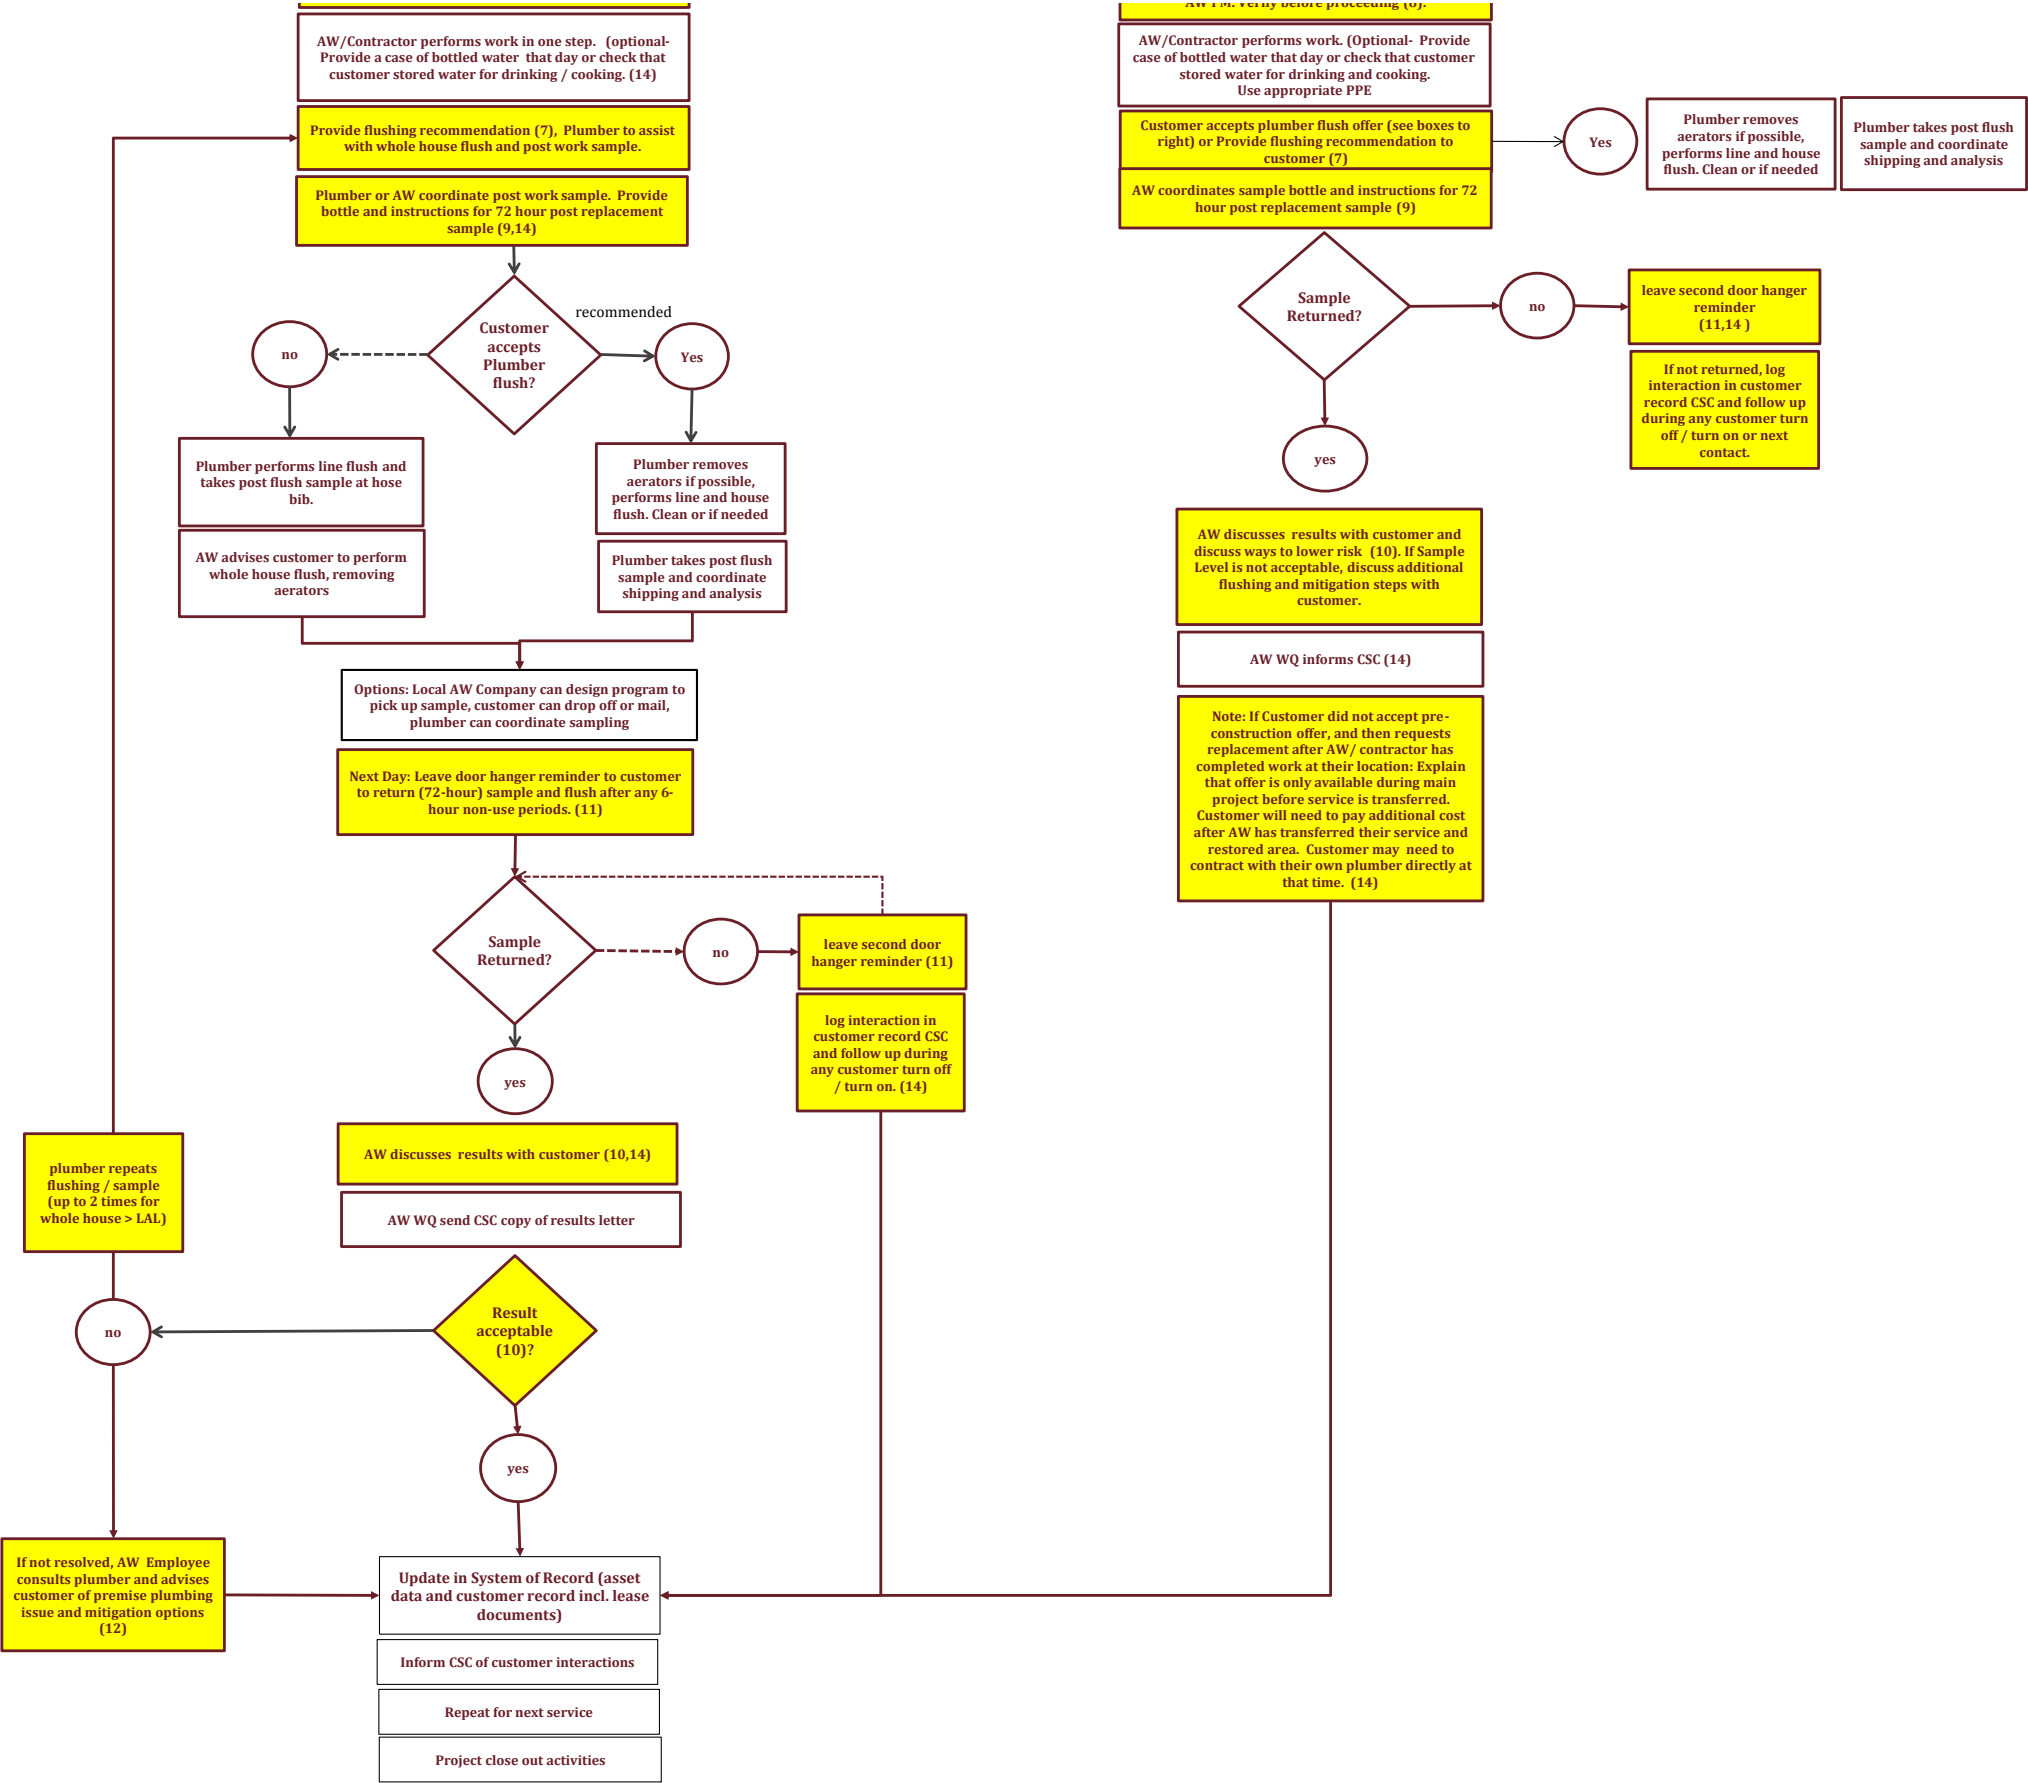 AW/Contractor performs work in one step.   (optional-
Provide a case of bottled water  that day or check that
customer stored water for drinking / cooking. (14)
Provide flushing recommendation (7),  Plumber to assist
with whole house flush and post work sample.
Plumber or AW coordinate post work sample.  Provide
bottle and instructions for 72 hour post replacement
sample (9,14)
Customer
accepts
Plumber
flush?
recommended
no
Yes
Plumber performs line flush and
takes post flush sample at hose
bib.
AW advises customer to perform
whole house flush, removing
aerators
Plumber removes
aerators if possible,
performs line and house
flush. Clean or if needed
Plumber takes post flush
sample and coordinate
shipping and analysis
Options: Local AW Company can design program to
pick up sample, customer can drop off or mail,
plumber can coordinate sampling
Next Day: Leave door hanger reminder to customer
to return (72-hour) sample and flush after any 6-
hour non-use periods. (11)
Sample
Returned?
no
leave second door
hanger reminder (11)
log interaction in
customer record CSC
and follow up during
any customer turn off
/ turn on. (14)
yes
AW discusses  results with customer (10,14)
AW WQ send CSC copy of results letter
plumber repeats
flushing / sample
(up to 2 times for
whole house > LAL)
Result
acceptable
(10)?
no
yes
If not resolved, AW  Employee
consults plumber and advises
customer of premise plumbing
issue and mitigation options
(12)
Update in System of Record (asset
data and customer record incl. lease
documents)
Inform CSC of customer interactions
Repeat for next service
Project close out activities
AW PM. Verify before proceeding (8).
AW/Contractor performs work. (Optional-  Provide
case of bottled water that day or check that customer
stored water for drinking and cooking.
Use appropriate PPE
Customer accepts plumber flush offer (see boxes to
right) or Provide flushing recommendation to
customer (7)
Yes
Plumber removes
aerators if possible,
performs line and house
flush. Clean or if needed
Plumber takes post flush
sample and coordinate
shipping and analysis
AW coordinates sample bottle and instructions for 72
hour post replacement sample (9)
Sample
Returned?
no
leave second door hanger
reminder
(11,14 )
If not returned, log
interaction in customer
record CSC and follow up
during any customer turn
off / turn on or next
contact.
yes
AW discusses  results with customer and
discuss ways to lower risk  (10). If Sample
Level is not acceptable, discuss additional
flushing and mitigation steps with
customer.
AW WQ informs CSC (14)
Note: If Customer did not accept pre-
construction offer, and then requests
replacement after AW/ contractor has
completed work at their location: Explain
that offer is only available during main
project before service is transferred.
Customer will need to pay additional cost
after AW has transferred their service and
restored area.  Customer may  need to
contract with their own plumber directly at
that time.  (14)